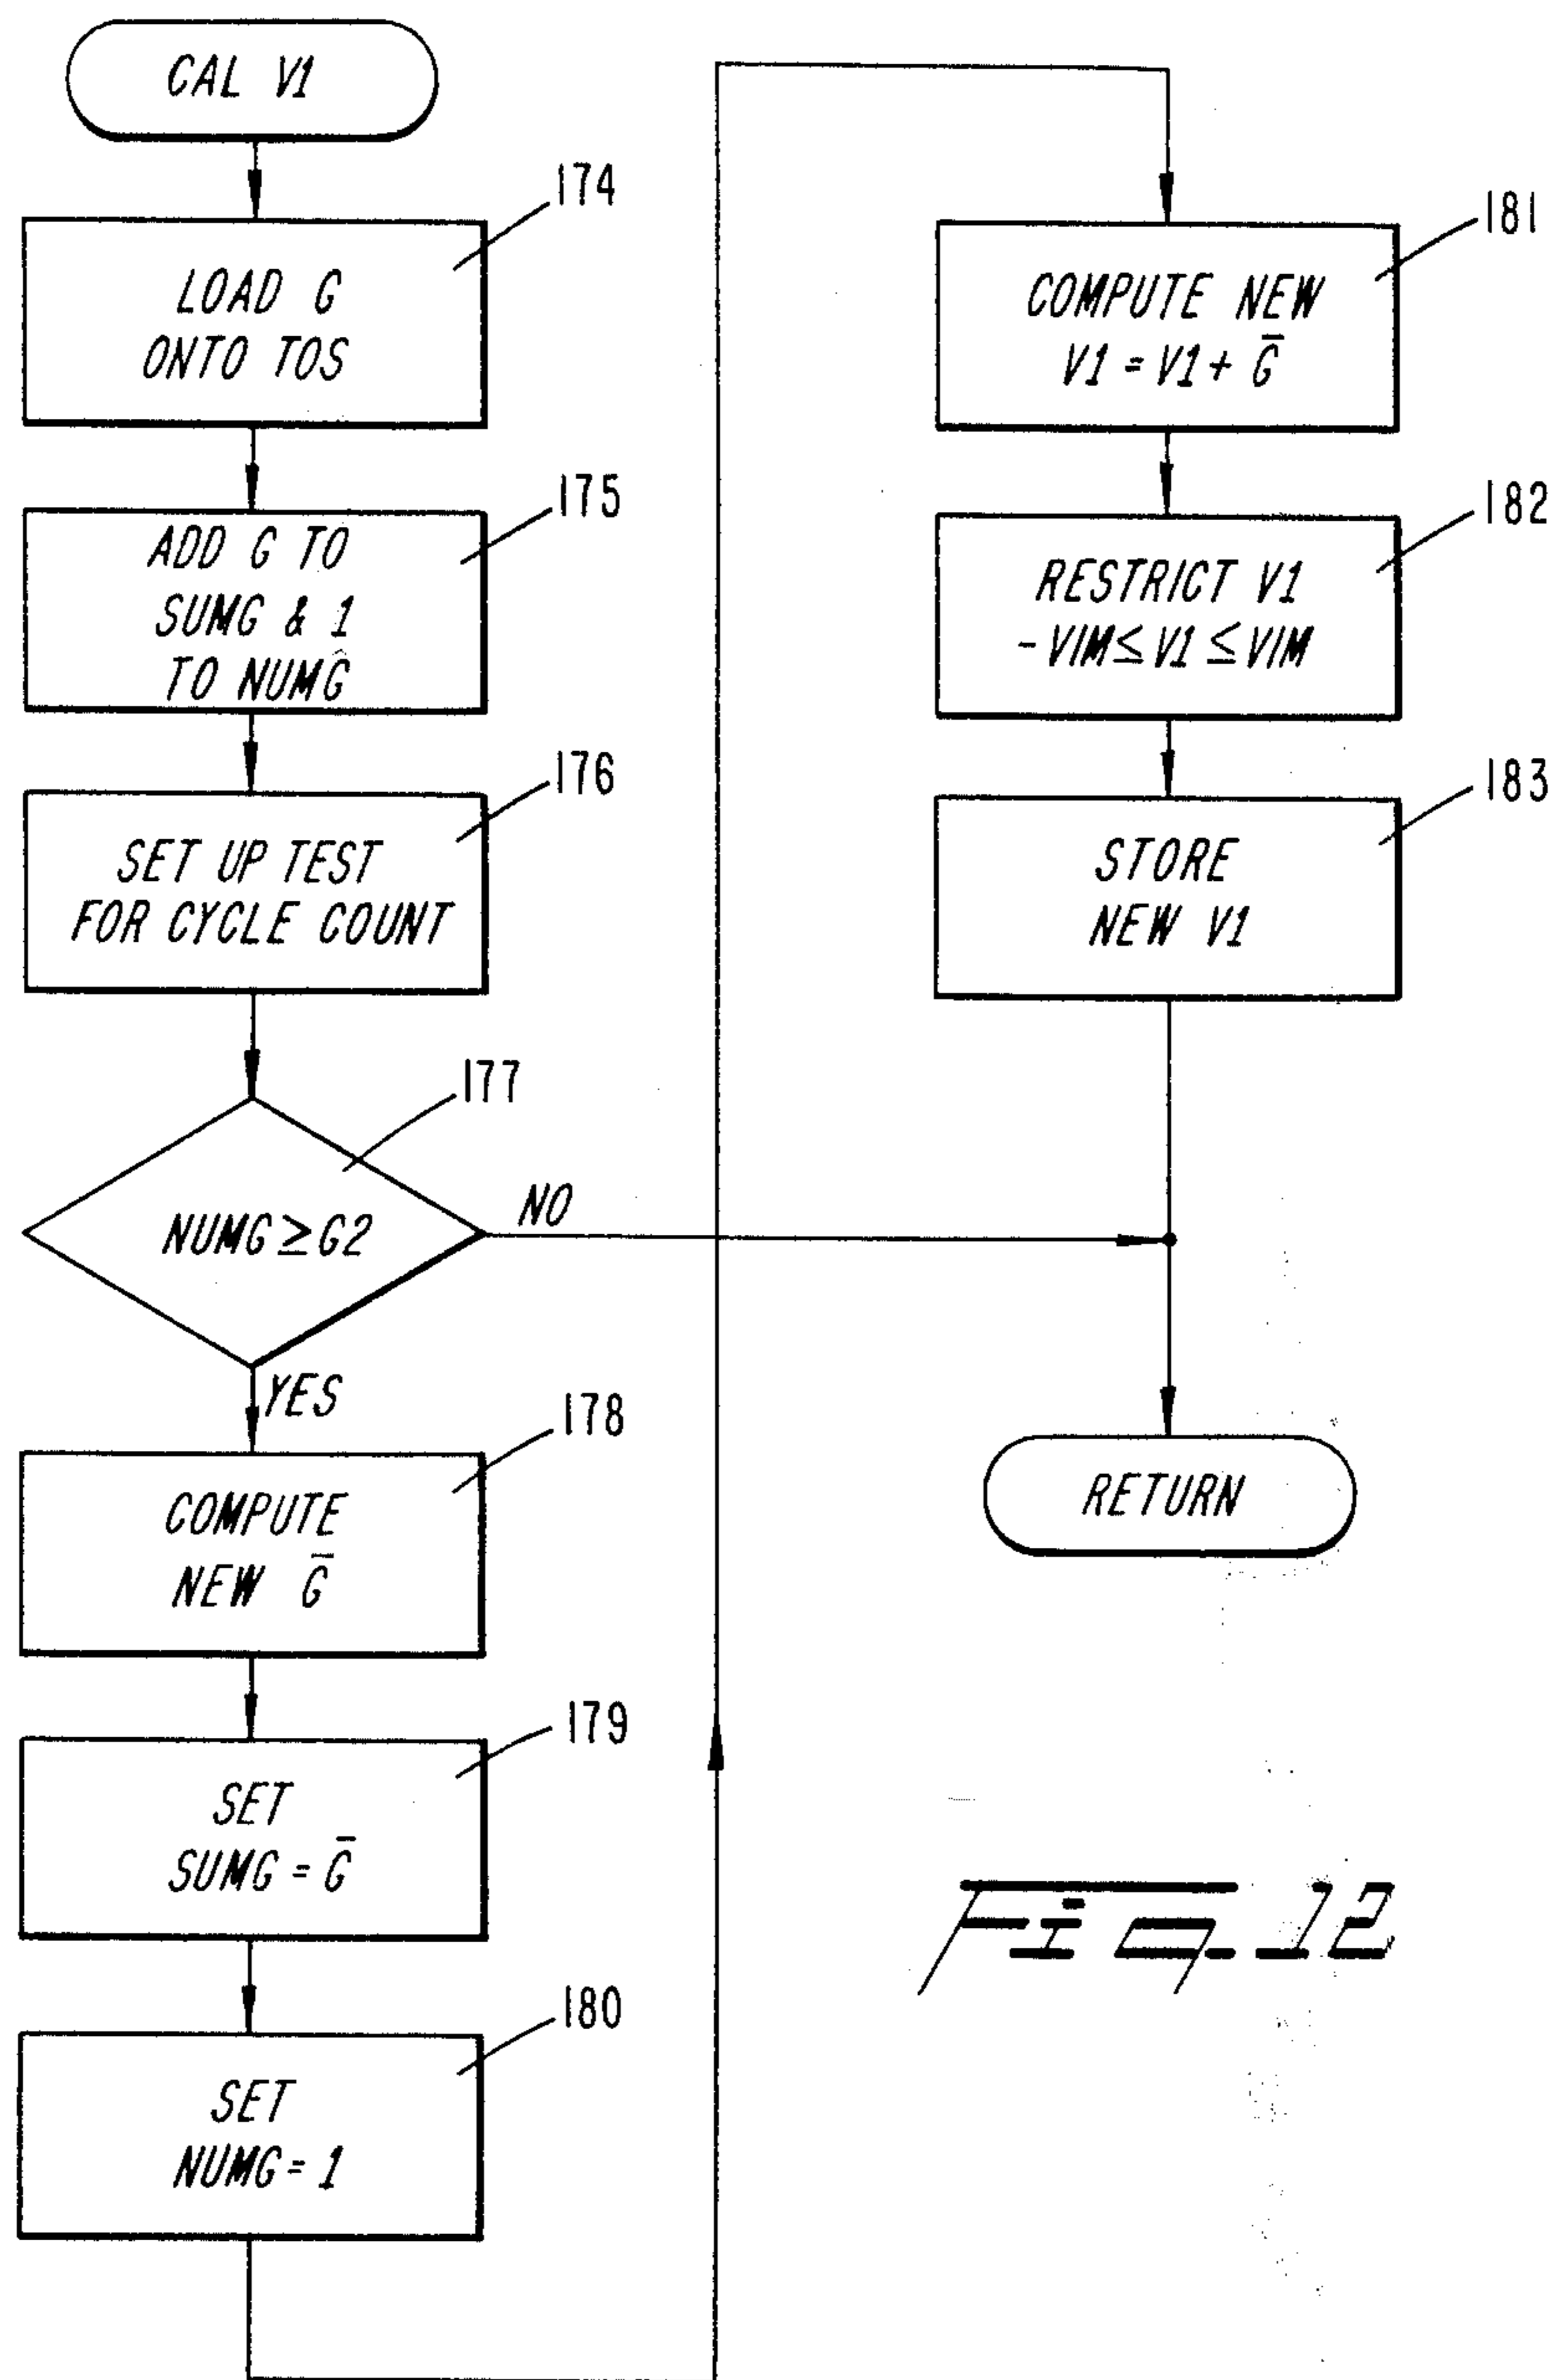 CAL V1
174
LOAD G
ONTO TOS
175
ADD G TO
SUMG & 1
TO NUMG
176
SET UP TEST
FOR CYCLE COUNT
177
NUMG ≥ G2
NO
YES
178
COMPUTE
NEW G̅
179
SET
SUMG = G̅
180
SET
NUMG = 1
181
COMPUTE NEW
V1 = V1 + G̅
182
RESTRICT V1
-VIM ≤ V1 ≤ VIM
183
STORE
NEW V1
RETURN
Fig. 12